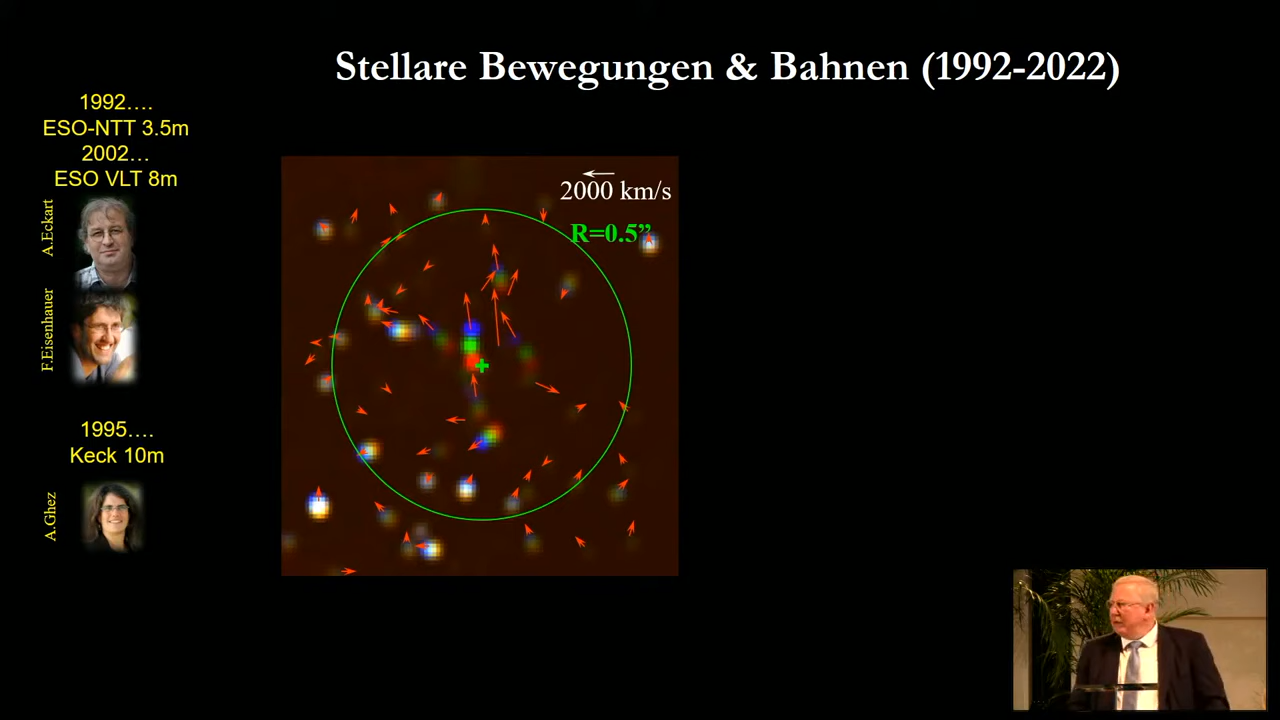 Stellare Bewegungen & Bahnen (1992-2022)
1992….
ESO-NTT 3.5m
2002…
ESO VLT 8m
A.Eckart
F.Eisenhauer
1995….
Keck 10m
A.Ghez
2000 km/s
R=0.5”